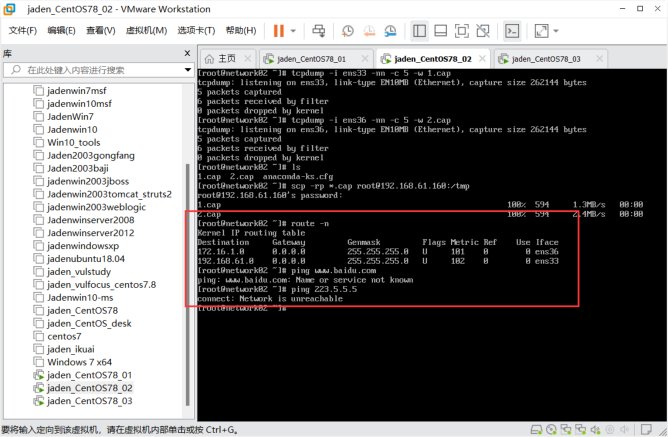 jaden_CentOS78_02 - VMware Workstation
文件(F) 编辑(E) 查看(V) 虚拟机(M) 选项卡(T) 帮助(H)
库
在此处键入内容进行搜索
jadenwin7msf
jadenwin10msf
JadenWin7
Jadenwin10
Win10_tools
Jaden2003gongfang
Jaden2003baji
jadenwin2003jboss
Jadenwin2003tomcat_struts2
jadenwin2003weblogic
Jadenwinserver2008
Jadenwinserver2012
jadenwindowsxp
jadenubuntu18.04
jaden_vulstudy
jaden_vulfocus_centos7.8
Jadenwin10-ms
jaden_CentOS78
jaden_CentOS_desk
centos7
jaden_ikuai
Windows 7 x64
jaden_CentOS78_01
jaden_CentOS78_02
jaden_CentOS78_03
主页 jaden_CentOS78_01 jaden_CentOS78_02 jaden_CentOS78_03
[root@network02 ~]# tcpdump -i ens33 -nn -c 5 -w 1.cap
tcpdump: listening on ens33, link-type EN10MB (Ethernet), capture size 262144 bytes
5 packets captured
6 packets received by filter
0 packets dropped by kernel
[root@network02 ~]# tcpdump -i ens36 -nn -c 5 -w 2.cap
tcpdump: listening on ens36, link-type EN10MB (Ethernet), capture size 262144 bytes
5 packets captured
6 packets received by filter
0 packets dropped by kernel
[root@network02 ~]# ls
1.cap 2.cap anaconda-ks.cfg
[root@network02 ~]# scp -rp *.cap root@192.168.61.160:/tmp
root@192.168.61.160's password:
1.cap 100% 594 1.3MB/s 00:00
2.cap 100% 594 2.4MB/s 00:00
[root@network02 ~]# route -n
Kernel IP routing table
Destination Gateway Genmask Flags Metric Ref Use Iface
172.16.1.0 0.0.0.0 255.255.255.0 U 101 0 0 ens36
192.168.61.0 0.0.0.0 255.255.255.0 U 102 0 0 ens33
[root@network02 ~]# ping www.baidu.com
ping: www.baidu.com: Name or service not known
[root@network02 ~]# ping 223.5.5.5
connect: Network is unreachable
[root@network02 ~]#
要将输入定向到该虚拟机，请在虚拟机内部单击或按 Ctrl+G。